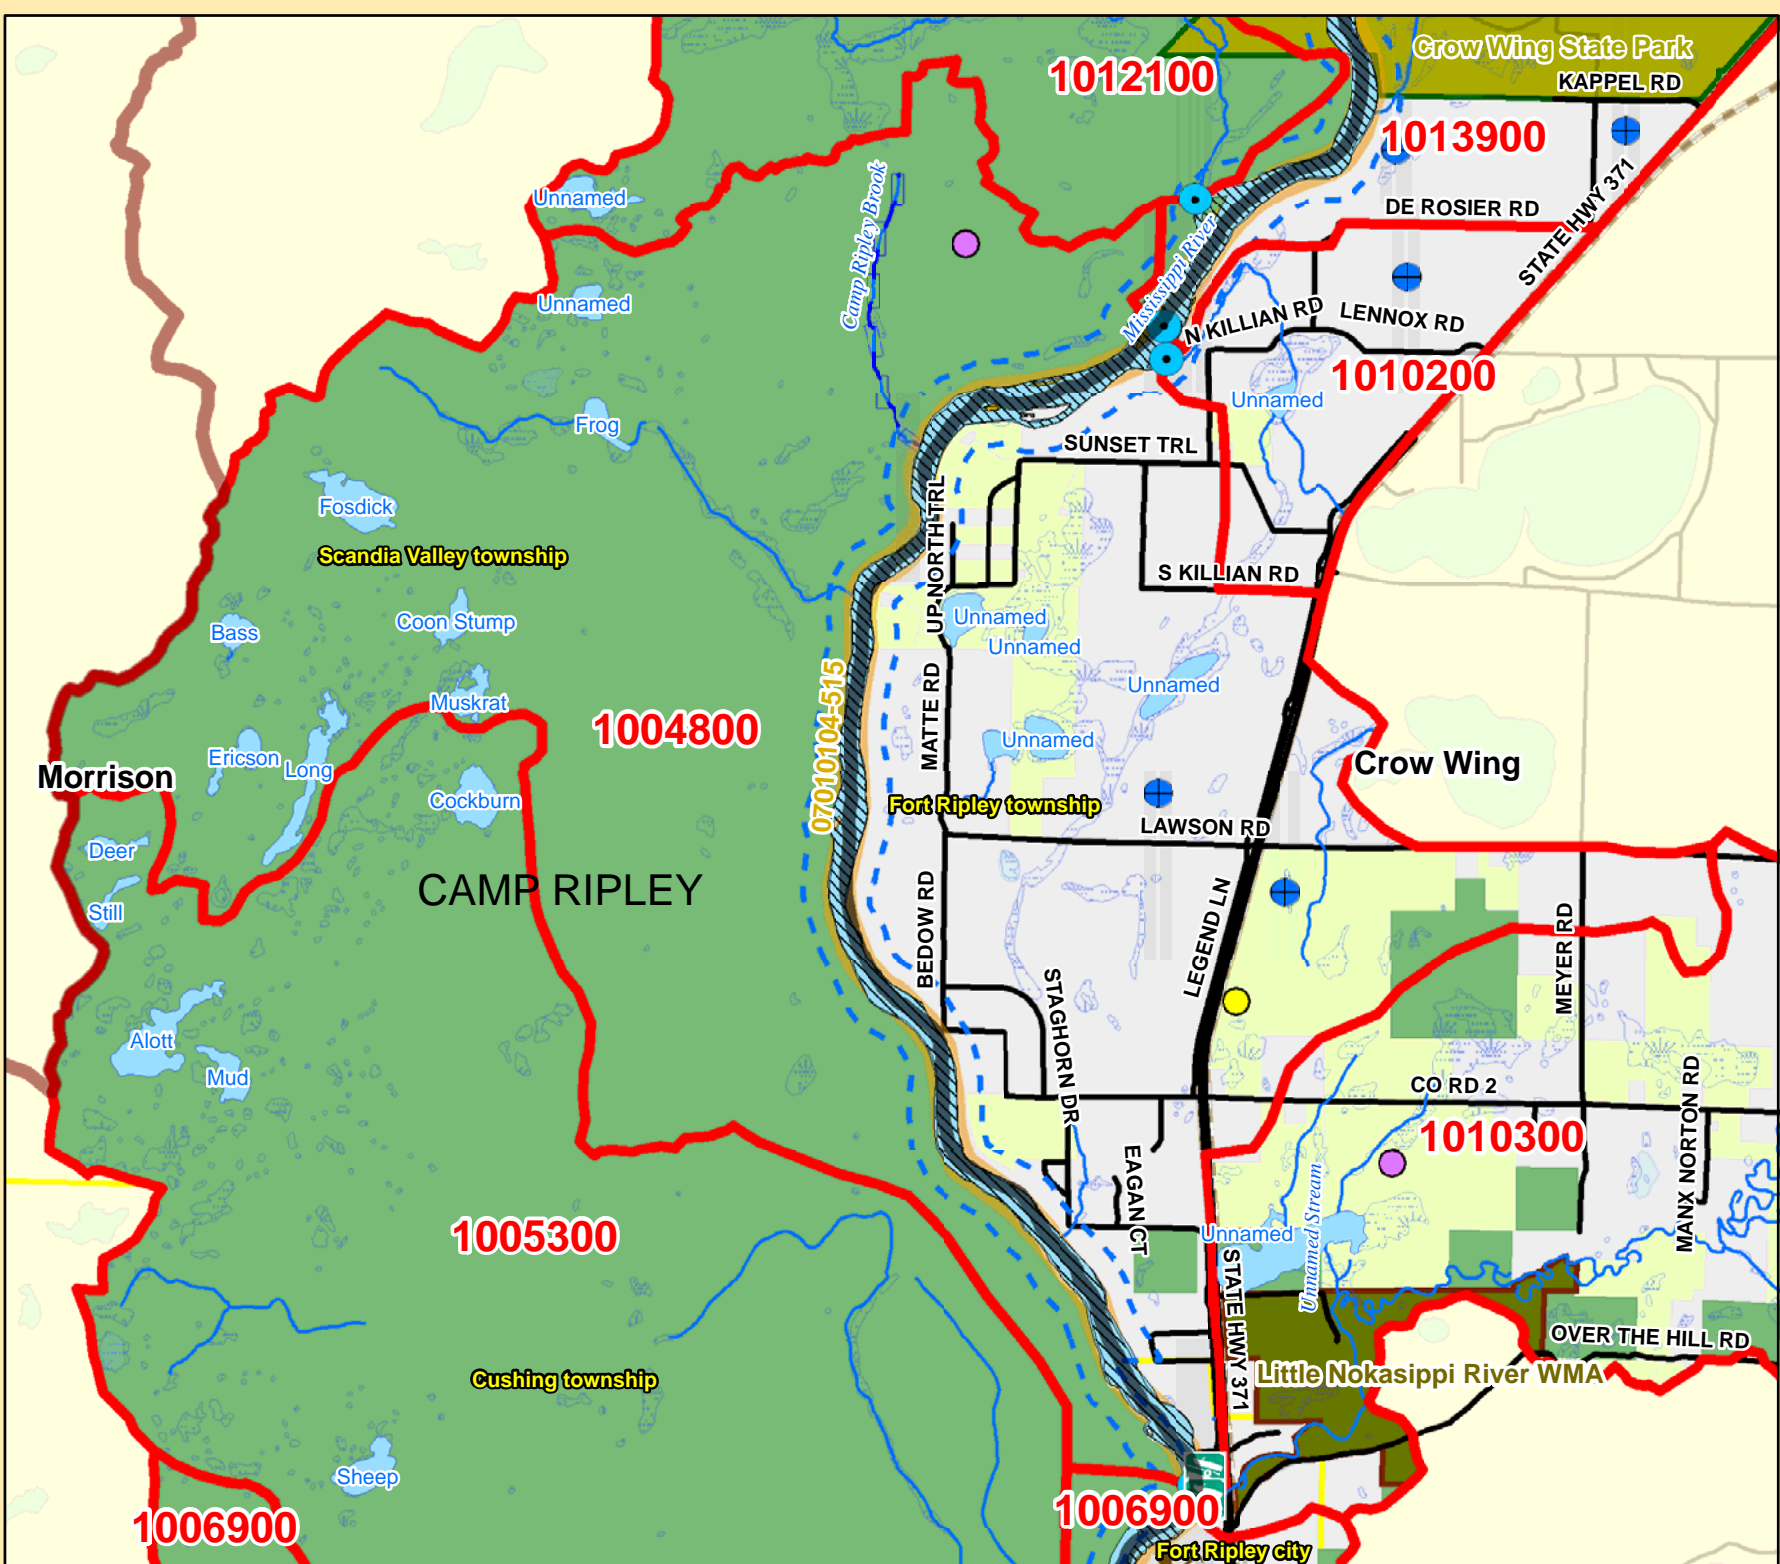 Crow Wing State Park
1012100
KAPPEL RD
1013900
Camp Ripley Brook
STATE HWY 371
Unnamed
DE ROSIER RD
Mississippi River
Unnamed
N KILLIAN RD
LENNOX RD
1010200
Unnamed
Frog
SUNSET TRL
Fosdick
UP NORTH TRL
Scandia Valley township
S KILLIAN RD
Bass
Coon Stump
Unnamed
Unnamed
Unnamed
Muskrat
07010104-515
MATTE RD
1004800
Unnamed
Ericson
Long
Morrison
Crow Wing
Cockburn
Fort Ripley township
LAWSON RD
Deer
CAMP RIPLEY
Still
BEDOW RD
LEGEND LN
MEYER RD
STAGHORN DR
Alott
Mud
CO RD 2
MANX NORTON RD
1010300
EAGAN CT
Unnamed Stream
1005300
Unnamed
STATE HWY 371
OVER THE HILL RD
Cushing township
Little Nokasippi River WMA
Sheep
1006900
1006900
Fort Ripley city